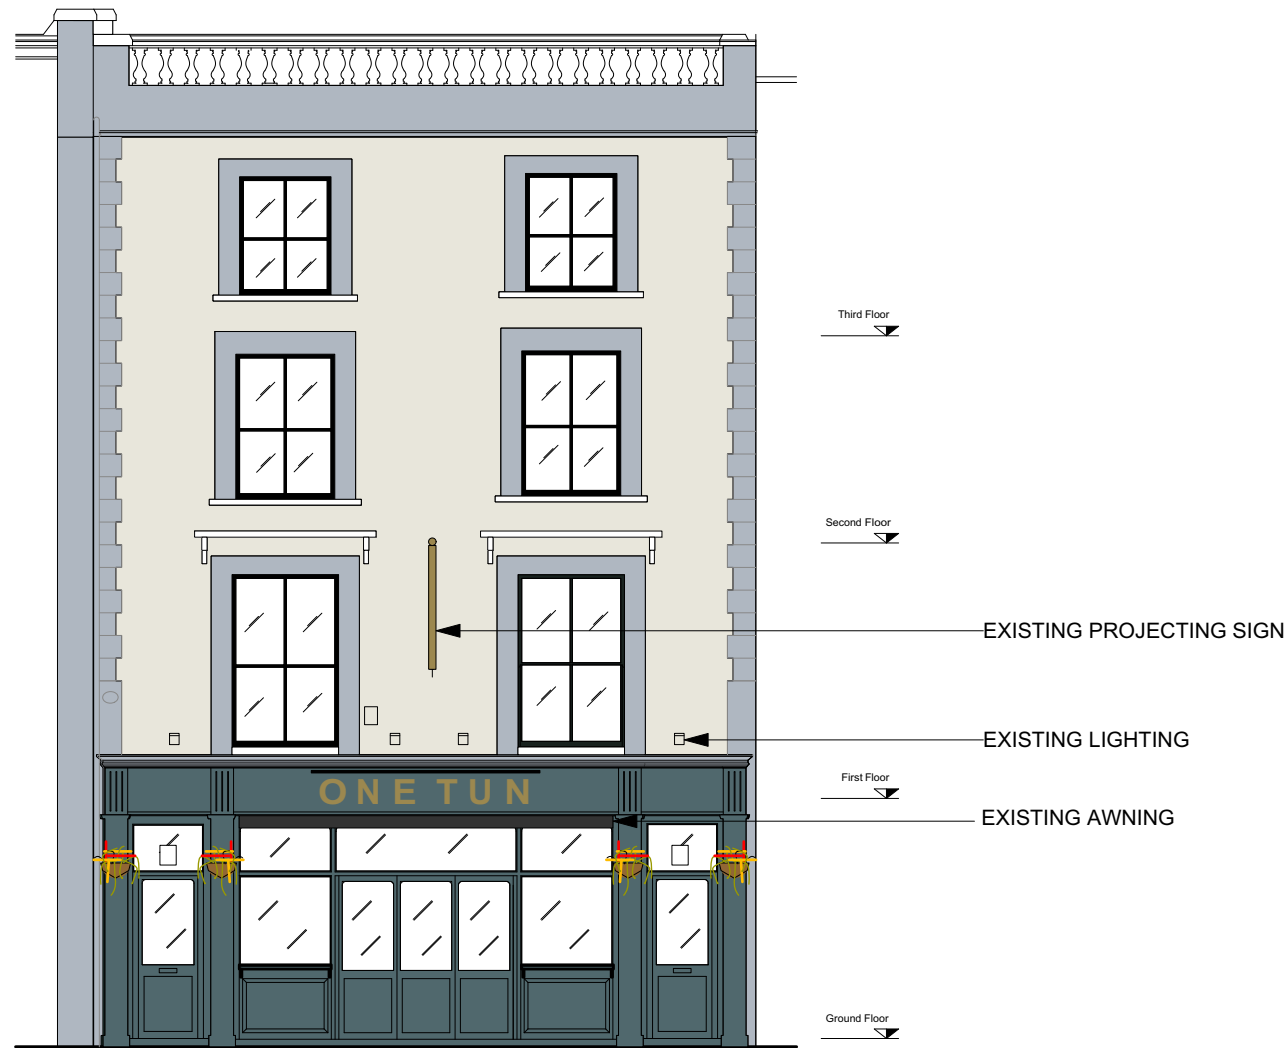 Third Floor
Second Floor
EXISTING PROJECTING SIGN
EXISTING LIGHTING
First Floor
ONE TUN
EXISTING AWNING
Ground Floor